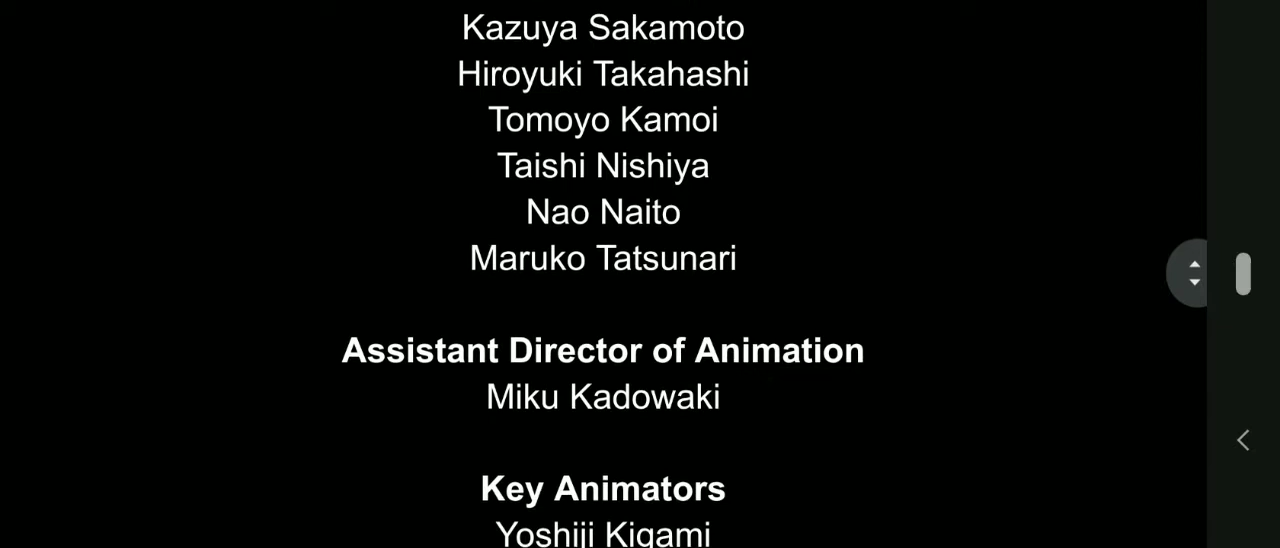 Kazuya Sakamoto
Hiroyuki Takahashi
Tomoyo Kamoi
Taishi Nishiya
Nao Naito
Maruko Tatsunari
Assistant Director of Animation
Miku Kadowaki
Key Animators
Yoshiji Kigami